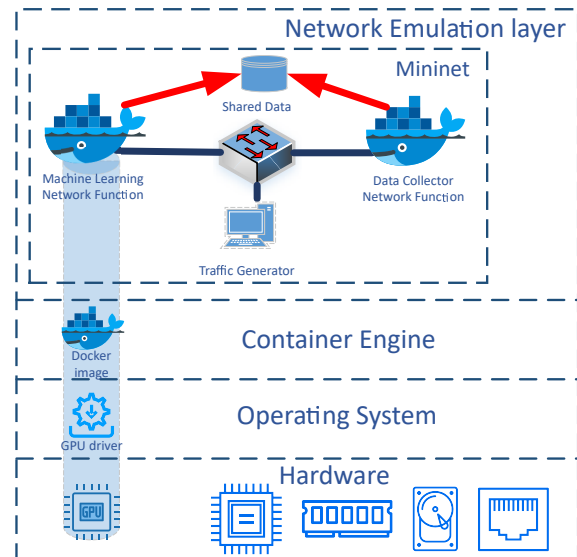 Network Emulation layer
Mininet
Shared Data
Machine Learning
Network Function
Data Collector
Network Function
Traffic Generator
Container Engine
Docker
image
Operating System
GPU driver
Hardware
GPU